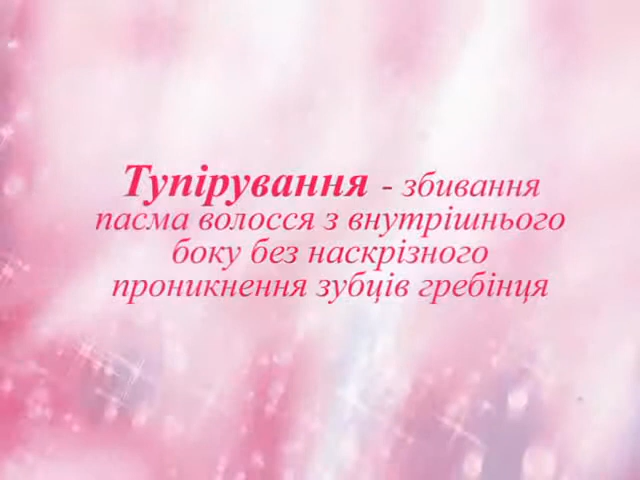 Тупірування - збивання
пасма волосся з внутрішнього
боку без наскрізного
проникнення зубців гребінця